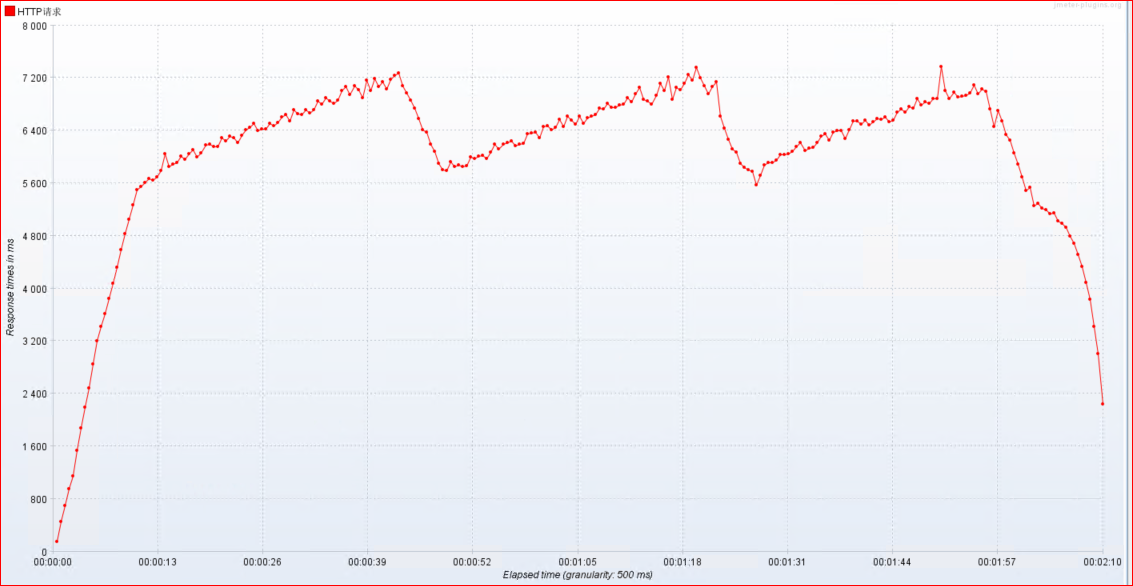 jmeter-plugins.org
HTTP请求
8 000
7 200
6 400
5 600
4 800
4 000
3 200
2 400
1 600
800
0
Response times in ms
00:00:00 00:00:13 00:00:26 00:00:39 00:00:52 00:01:05 00:01:18 00:01:31 00:01:44 00:01:57 00:02:10
Elapsed time (granularity: 500 ms)